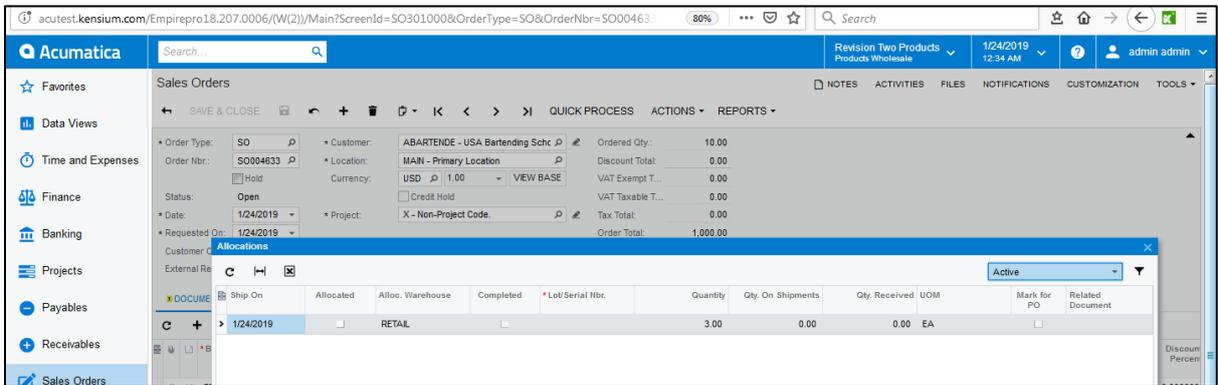 acutest.kensium.com/Empirepro18.207.0006/(W(2))/Main?ScreenId=SO301000&OrderType=SO&OrderNbr=SO00463 80% Search
Acumatica Search... Revision Two Products 1/24/2019 admin admin
Products Wholesale 12:34 AM
Favorites Sales Orders NOTES ACTIVITIES FILES NOTIFICATIONS CUSTOMIZATION TOOLS
SAVE & CLOSE QUICK PROCESS ACTIONS REPORTS
Data Views
* Order Type: SO * Customer: ABARTENDE - USA Bartending Scho Ordered Qty.: 10.00
Time and Expenses Order Nbr.: SO004633 * Location: MAIN - Primary Location Discount Total: 0.00
Hold Currency: USD 1.00 VIEW BASE VAT Exempt T... 0.00
Finance Status: Open Credit Hold VAT Taxable T... 0.00
* Date: 1/24/2019 * Project: X - Non-Project Code. Tax Total: 0.00
Banking * Requested On: 1/24/2019 Order Total: 1,000.00
Customer O Allocations
Projects External Re Active
DOCUME Ship On Allocated Alloc. Warehouse Completed * Lot/Serial Nbr. Quantity Qty. On Shipments Qty. Received UOM Mark for PO Related Document
Payables
1/24/2019 RETAIL 3.00 0.00 0.00 EA
Receivables
* B Discoun
Percen
Sales Orders